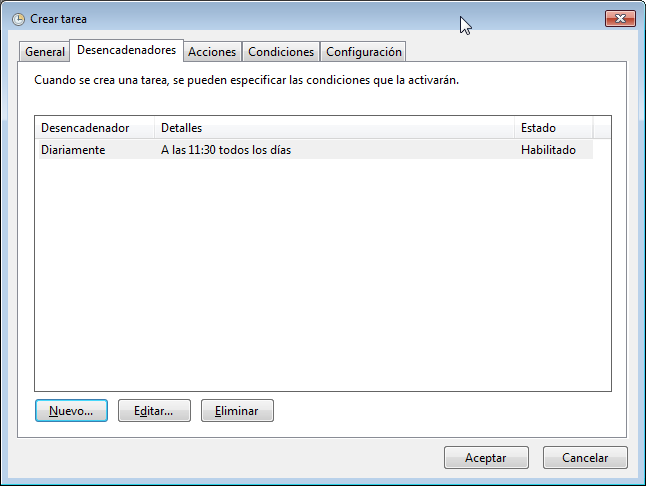 Crear tarea
General Desencadenadores Acciones Condiciones Configuración
Cuando se crea una tarea, se pueden especificar las condiciones que la activarán.
Desencadenador Detalles Estado
Diariamente A las 11:30 todos los días Habilitado
Nuevo... Editar... Eliminar
Aceptar Cancelar